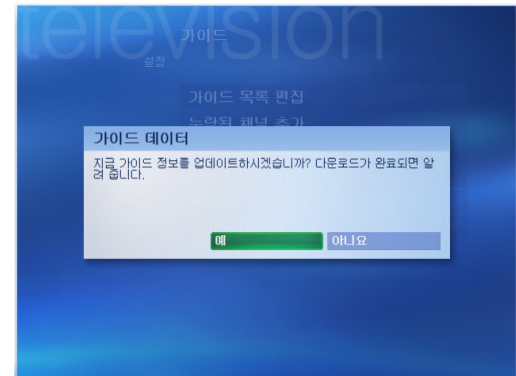 television
가이드
설정
가이드 목록 편집
누락된 채널 추가
가이드 데이터
지금 가이드 정보를 업데이트하시겠습니까? 다운로드가 완료되면 알
려 줍니다.
예
아니요